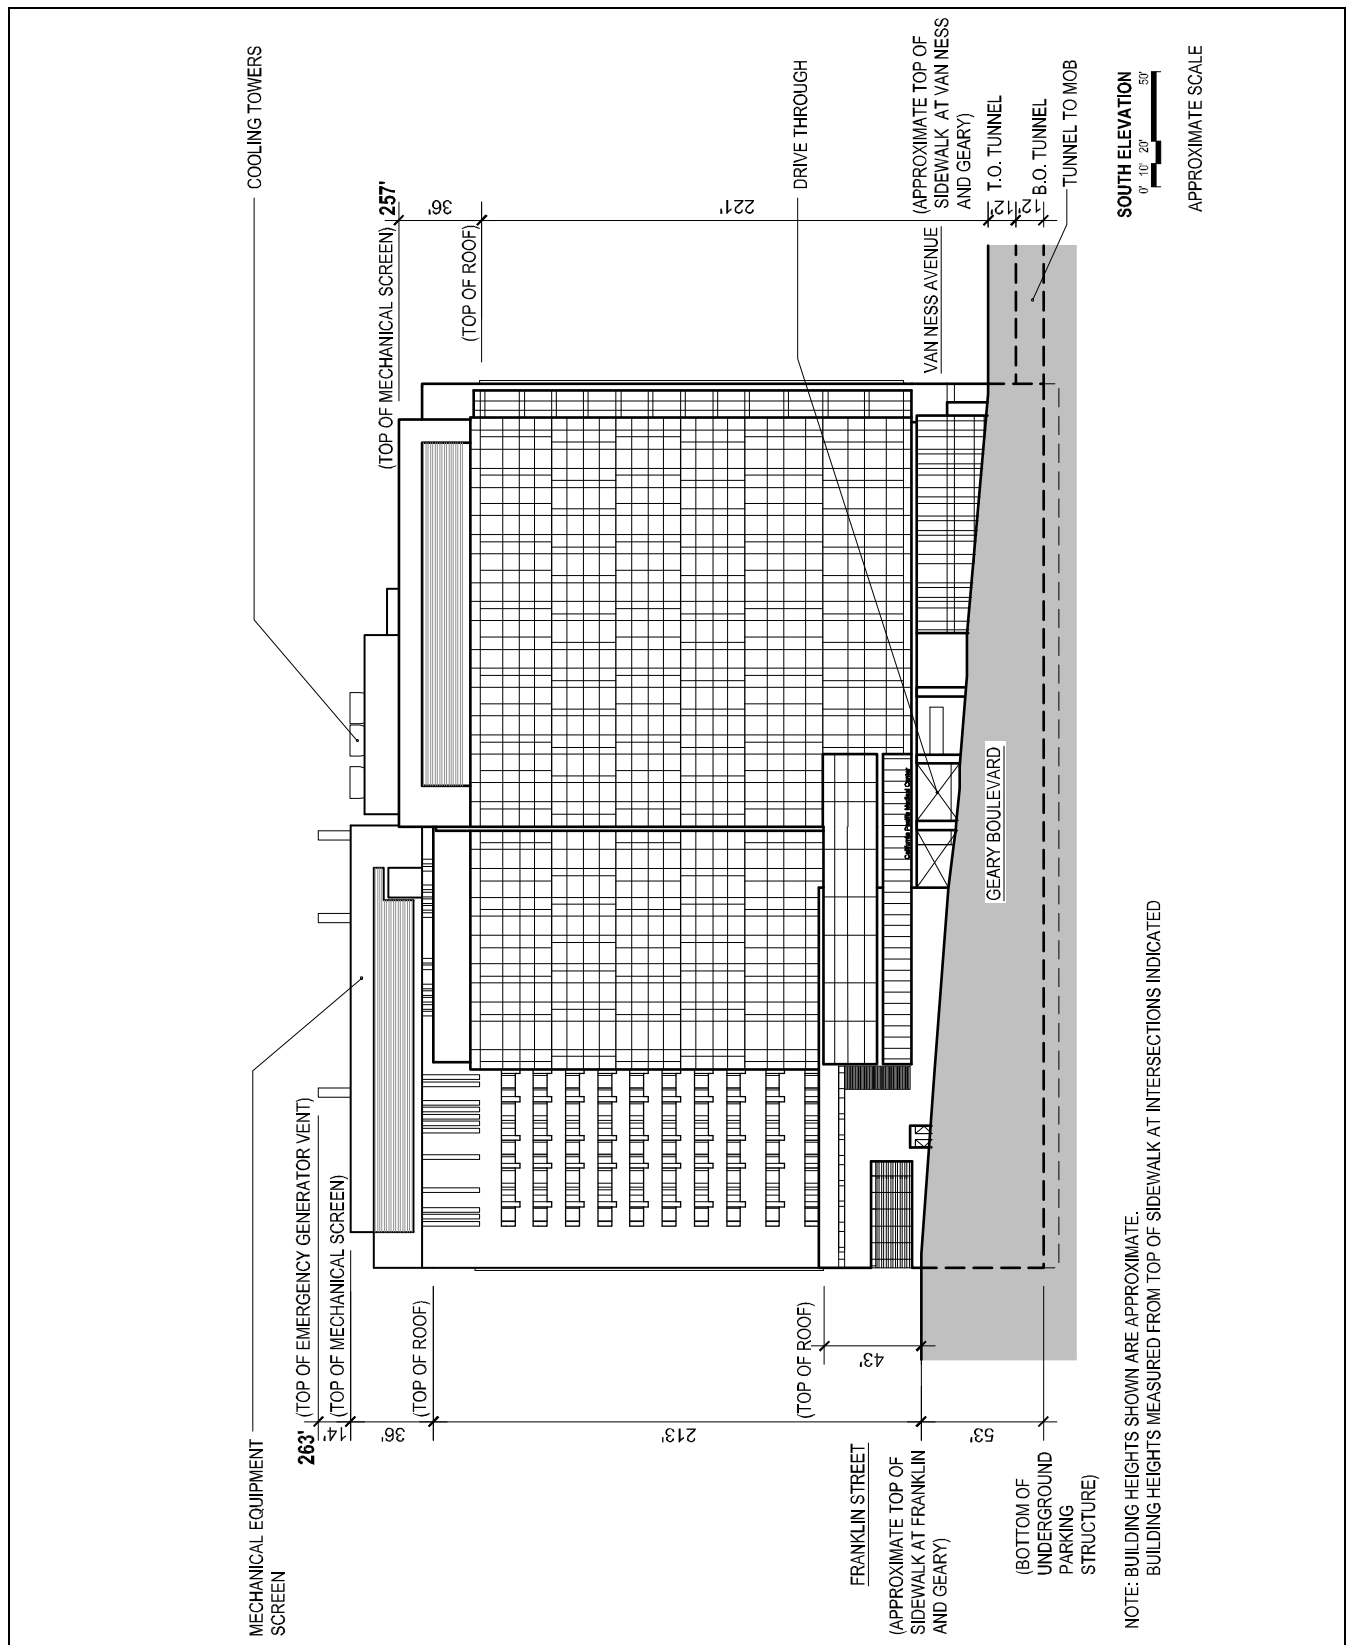 COOLING TOWERS
MECHANICAL EQUIPMENT
SCREEN
263'
(TOP OF EMERGENCY GENERATOR VENT)
14'
(TOP OF MECHANICAL SCREEN)
36'
(TOP OF ROOF)
213'
(TOP OF ROOF)
43'
FRANKLIN STREET
(APPROXIMATE TOP OF
SIDEWALK AT FRANKLIN
AND GEARY)
53'
(BOTTOM OF
UNDERGROUND
PARKING
STRUCTURE)
(TOP OF MECHANICAL SCREEN)
257'
36'
(TOP OF ROOF)
221'
DRIVE THROUGH
VAN NESS AVENUE
(APPROXIMATE TOP OF
SIDEWALK AT VAN NESS
AND GEARY)
12'
T.O. TUNNEL
12'
B.O. TUNNEL
TUNNEL TO MOB
California Pacific Medical Center
GEARY BOULEVARD
SOUTH ELEVATION
0' 10' 20' 50'
APPROXIMATE SCALE
NOTE: BUILDING HEIGHTS SHOWN ARE APPROXIMATE.
BUILDING HEIGHTS MEASURED FROM TOP OF SIDEWALK AT INTERSECTIONS INDICATED